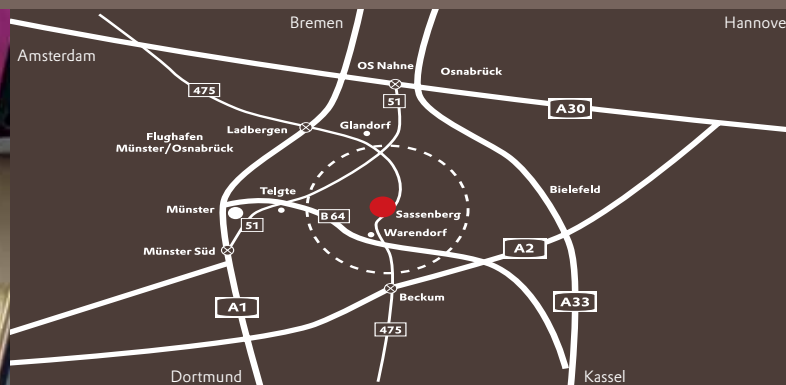 Bremen
Hannove
Amsterdam
OS Nahne
Osnabrück
475
51
A30
Ladbergen
Glandorf
Flughafen
Münster/Osnabrück
Telgte
Bielefeld
Münster
51
B 64
Sassenberg
Warendorf
Münster Süd
A2
A1
Beckum
A33
475
Dortmund
Kassel